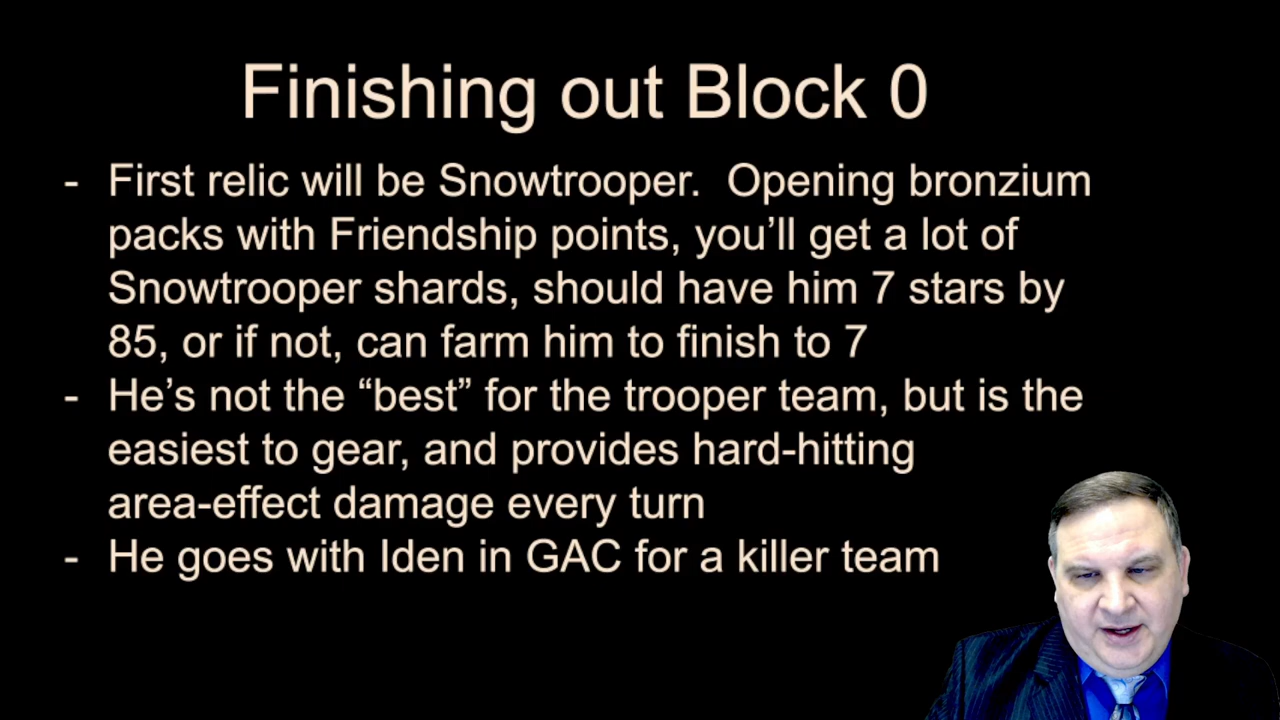 Finishing out Block 0
- First relic will be Snowtrooper.  Opening bronzium
packs with Friendship points, you’ll get a lot of
Snowtrooper shards, should have him 7 stars by
85, or if not, can farm him to finish to 7
- He’s not the “best” for the trooper team, but is the
easiest to gear, and provides hard-hitting
area-effect damage every turn
- He goes with Iden in GAC for a killer team